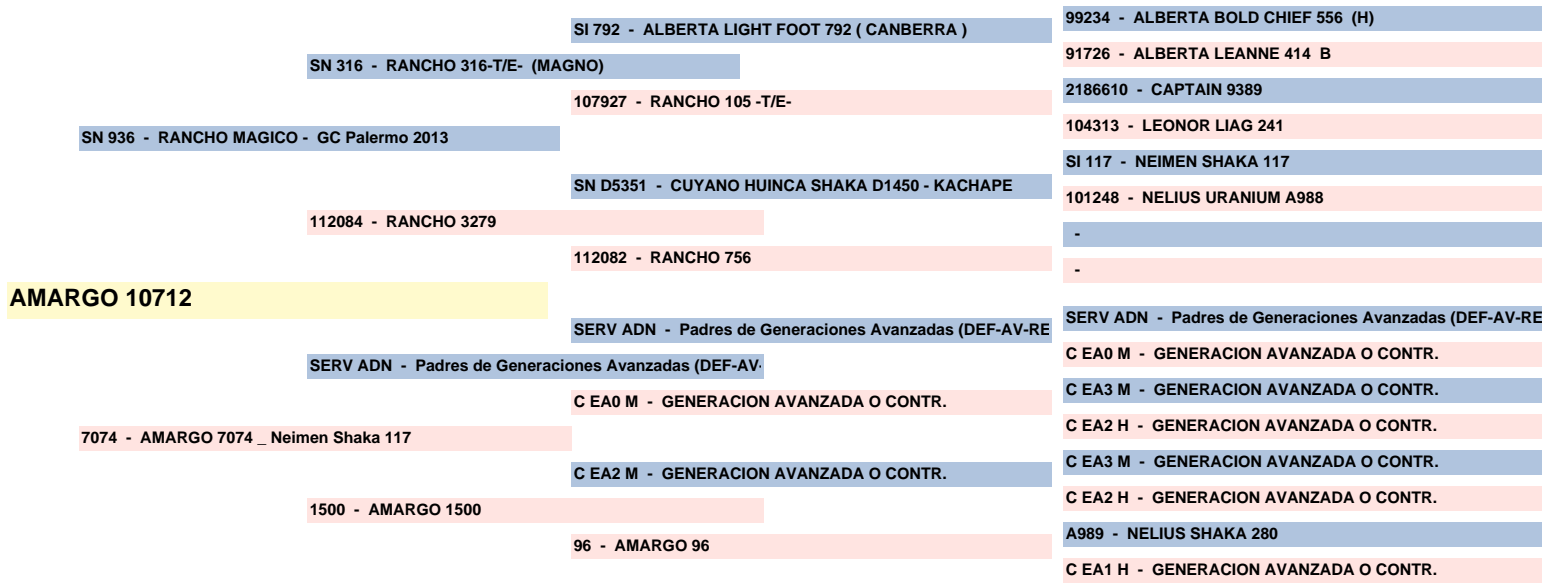 99234 - ALBERTA BOLD CHIEF 556 (H)
SI 792 - ALBERTA LIGHT FOOT 792 ( CANBERRA )
91726 - ALBERTA LEANNE 414 B
SN 316 - RANCHO 316-T/E- (MAGNO)
2186610 - CAPTAIN 9389
107927 - RANCHO 105 -T/E-
104313 - LEONOR LIAG 241
SN 936 - RANCHO MAGICO - GC Palermo 2013
SI 117 - NEIMEN SHAKA 117
SN D5351 - CUYANO HUINCA SHAKA D1450 - KACHAPE
101248 - NELIUS URANIUM A988
112084 - RANCHO 3279
-
112082 - RANCHO 756
-
AMARGO 10712
SERV ADN - Padres de Generaciones Avanzadas (DEF-AV-RE
SERV ADN - Padres de Generaciones Avanzadas (DEF-AV-RE
C EA0 M - GENERACION AVANZADA O CONTR.
SERV ADN - Padres de Generaciones Avanzadas (DEF-AV-
C EA3 M - GENERACION AVANZADA O CONTR.
C EA0 M - GENERACION AVANZADA O CONTR.
C EA2 H - GENERACION AVANZADA O CONTR.
7074 - AMARGO 7074 _ Neimen Shaka 117
C EA3 M - GENERACION AVANZADA O CONTR.
C EA2 M - GENERACION AVANZADA O CONTR.
C EA2 H - GENERACION AVANZADA O CONTR.
1500 - AMARGO 1500
A989 - NELIUS SHAKA 280
96 - AMARGO 96
C EA1 H - GENERACION AVANZADA O CONTR.